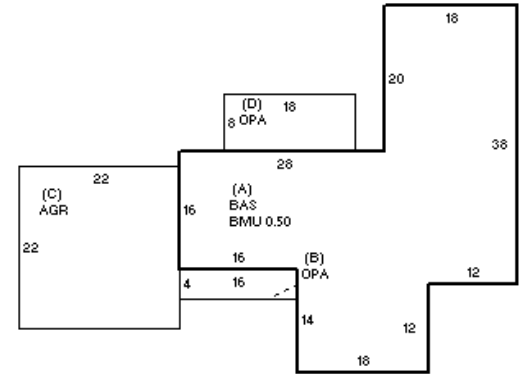 18
20
(D) 18
8 OPA
38
28
22
(C)
AGR
(A)
BAS
BMU 0.50
16
22
16
(B)
OPA
12
4
16
14
12
18